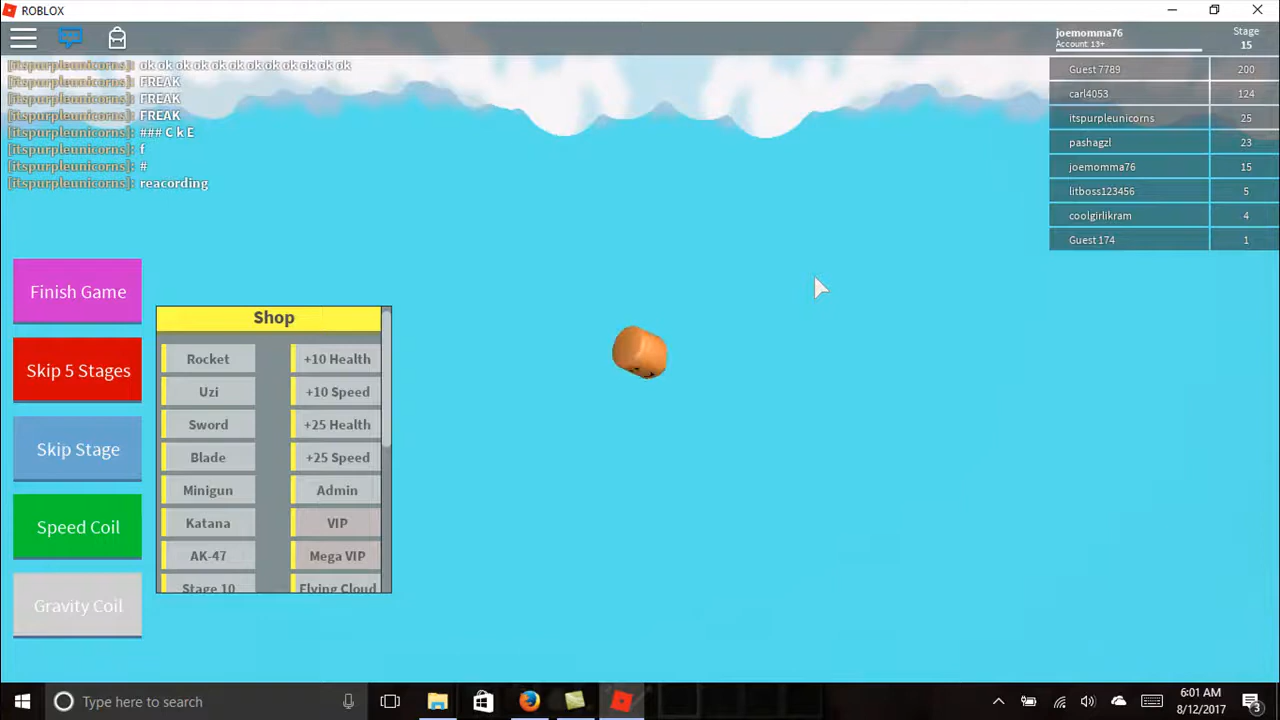 ROBLOX
joemomma76
Account: 13+
Stage
15
[itspurpleunicorns]: ok ok ok ok ok ok ok ok ok ok ok ok
[itspurpleunicorns]: FREAK
[itspurpleunicorns]: FREAK
[itspurpleunicorns]: FREAK
[itspurpleunicorns]: ### C k E
[itspurpleunicorns]: f
[itspurpleunicorns]: #
[itspurpleunicorns]: reacording
Guest 7789 200
carl4053 124
itspurpleunicorns 25
pashagzl 23
joemomma76 15
litboss123456 5
coolgirlikram 4
Guest 174 1
Finish Game
Skip 5 Stages
Skip Stage
Speed Coil
Gravity Coil
Shop
Rocket +10 Health
Uzi +10 Speed
Sword +25 Health
Blade +25 Speed
Minigun Admin
Katana VIP
AK-47 Mega VIP
Stage 10 Flying Cloud
Type here to search
6:01 AM
8/12/2017
3